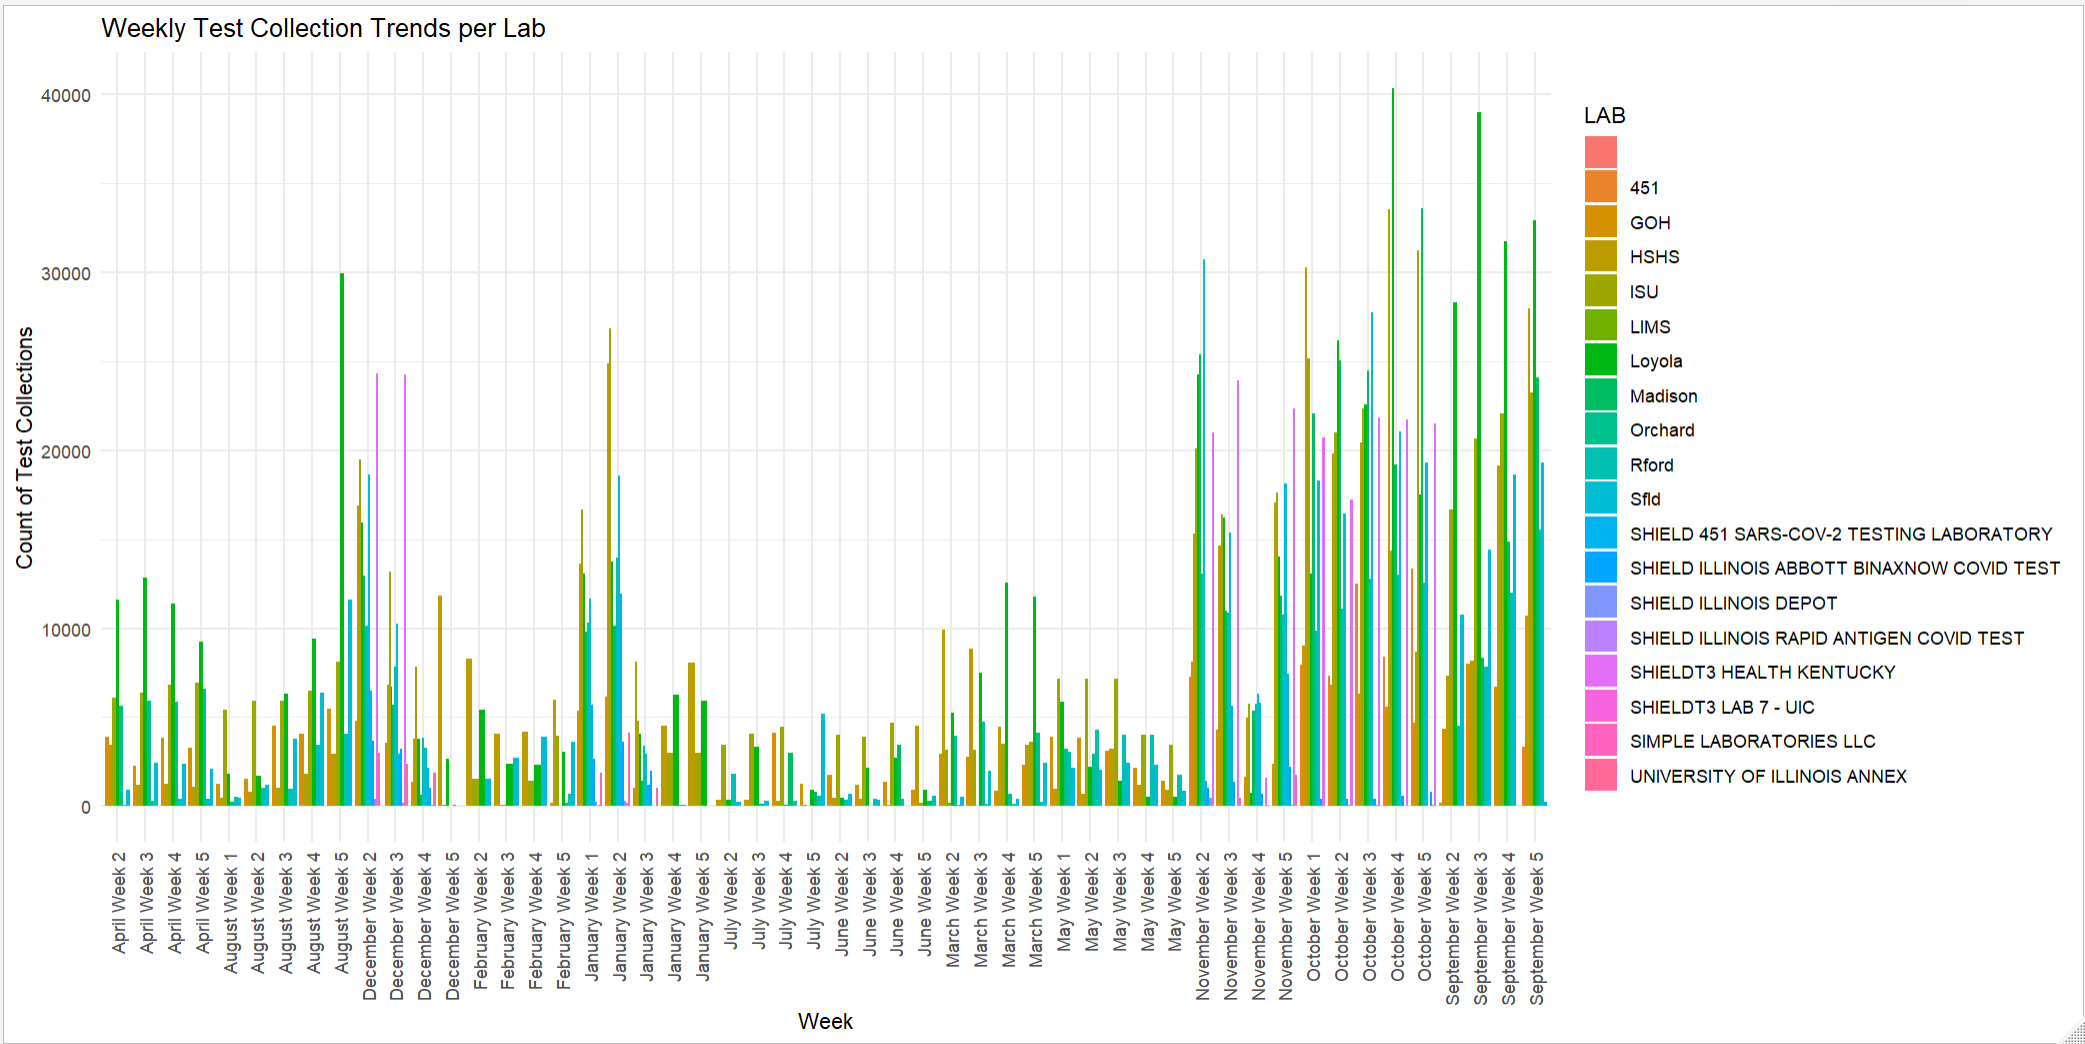 Weekly Test Collection Trends per Lab
Count of Test Collections
40000
30000
20000
10000
0
April Week 2
April Week 3
April Week 4
April Week 5
August Week 1
August Week 2
August Week 3
August Week 4
August Week 5
December Week 2
December Week 3
December Week 4
December Week 5
February Week 2
February Week 3
February Week 4
February Week 5
January Week 1
January Week 2
January Week 3
January Week 4
January Week 5
July Week 2
July Week 3
July Week 4
July Week 5
June Week 2
June Week 3
June Week 4
June Week 5
March Week 2
March Week 3
March Week 4
March Week 5
May Week 1
May Week 2
May Week 3
May Week 4
May Week 5
November Week 2
November Week 3
November Week 4
November Week 5
October Week 1
October Week 2
October Week 3
October Week 4
October Week 5
September Week 2
September Week 3
September Week 4
September Week 5
Week
LAB
451
GOH
HSHS
ISU
LIMS
Loyola
Madison
Orchard
Rford
Sfld
SHIELD 451 SARS-COV-2 TESTING LABORATORY
SHIELD ILLINOIS ABBOTT BINAXNOW COVID TEST
SHIELD ILLINOIS DEPOT
SHIELD ILLINOIS RAPID ANTIGEN COVID TEST
SHIELDT3 HEALTH KENTUCKY
SHIELDT3 LAB 7 - UIC
SIMPLE LABORATORIES LLC
UNIVERSITY OF ILLINOIS ANNEX